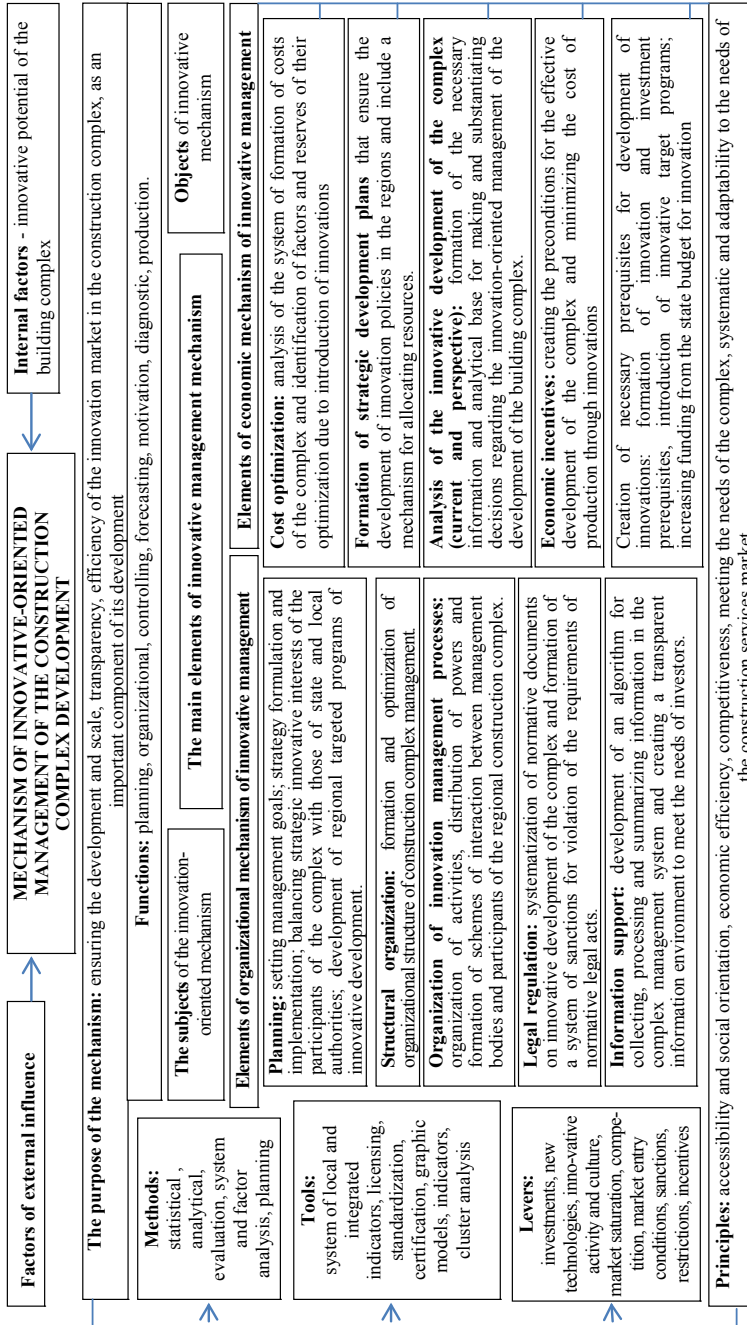 Factors of external influence
MECHANISM OF INNOVATIVE-ORIENTED
MANAGEMENT OF THE CONSTRUCTION
COMPLEX DEVELOPMENT
Internal factors - innovative potential of the
building complex
The purpose of the mechanism: ensuring the development and scale, transparency, efficiency of the innovation market in the construction complex, as an
important component of its development
Functions: planning, organizational, controlling, forecasting, motivation, diagnostic, production.
Methods:
statistical ,
analytical,
evaluation, system
and factor
analysis, planning
Tools:
system of local and
integrated
indicators, licensing,
standardization,
certification, graphic
models, indicators,
cluster analysis
Levers:
investments, new
technologies, inno-vative
activity and culture,
market saturation, compe-
tition, market entry
conditions, sanctions,
restrictions, incentives
The subjects of the innovation-
oriented mechanism
The main elements of innovative management mechanism
Objects of innovative
mechanism
Elements of organizational mechanism of innovative management
Planning: setting management goals; strategy formulation and
implementation; balancing strategic innovative interests of the
participants of the complex with those of state and local
authorities; development of regional targeted programs of
innovative development.
Structural organization: formation and optimization of
organizational structure of construction complex management.
Organization of innovation management processes:
organization of activities, distribution of powers and
formation of schemes of interaction between management
bodies and participants of the regional construction complex.
Legal regulation: systematization of normative documents
on innovative development of the complex and formation of
a system of sanctions for violation of the requirements of
normative legal acts.
Information support: development of an algorithm for
collecting, processing and summarizing information in the
complex management system and creating a transparent
information environment to meet the needs of investors.
Elements of economic mechanism of innovative management
Cost optimization: analysis of the system of formation of costs
of the complex and identification of factors and reserves of their
optimization due to introduction of innovations
Formation of strategic development plans that ensure the
development of innovation policies in the regions and include a
mechanism for allocating resources.
Analysis of the innovative development of the complex
(current and perspective): formation of the necessary
information and analytical base for making and substantiating
decisions regarding the innovation-oriented management of the
development of the building complex.
Economic incentives: creating the preconditions for the effective
development of the complex and minimizing the cost of
production through innovations
Creation of necessary prerequisites for development of
innovations: formation of innovation and investment
prerequisites, introduction of innovative target programs;
increasing funding from the state budget for innovation
Principles: accessibility and social orientation, economic efficiency, competitiveness, meeting the needs of the complex, systematic and adaptability to the needs of
the construction services market